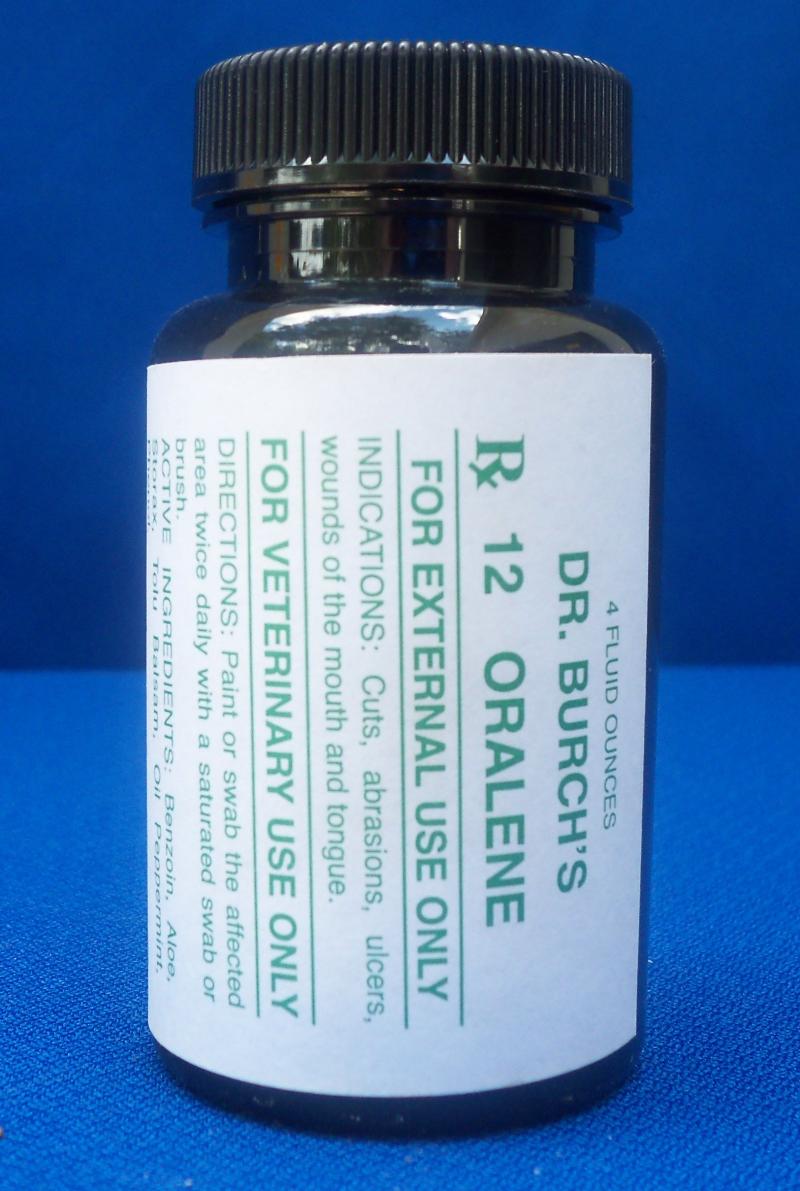 4 FLUID OUNCES
DR. BURCH'S
Rx 12 ORALENE
FOR EXTERNAL USE ONLY
INDICATIONS: Cuts, abrasions, ulcers,
wounds of the mouth and tongue.
FOR VETERINARY USE ONLY
DIRECTIONS: Paint or swab the affected
area twice daily with a saturated swab or
brush.
ACTIVE INGREDIENTS: Benzoin, Aloe,
Storax, Tolu Balsam, Oil Peppermint,